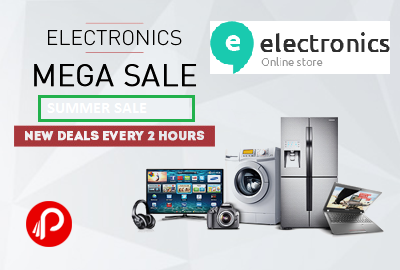 ELECTRONICS
MEGA SALE
SUMMER SALE
NEW DEALS EVERY 2 HOURS
electronics
Online store